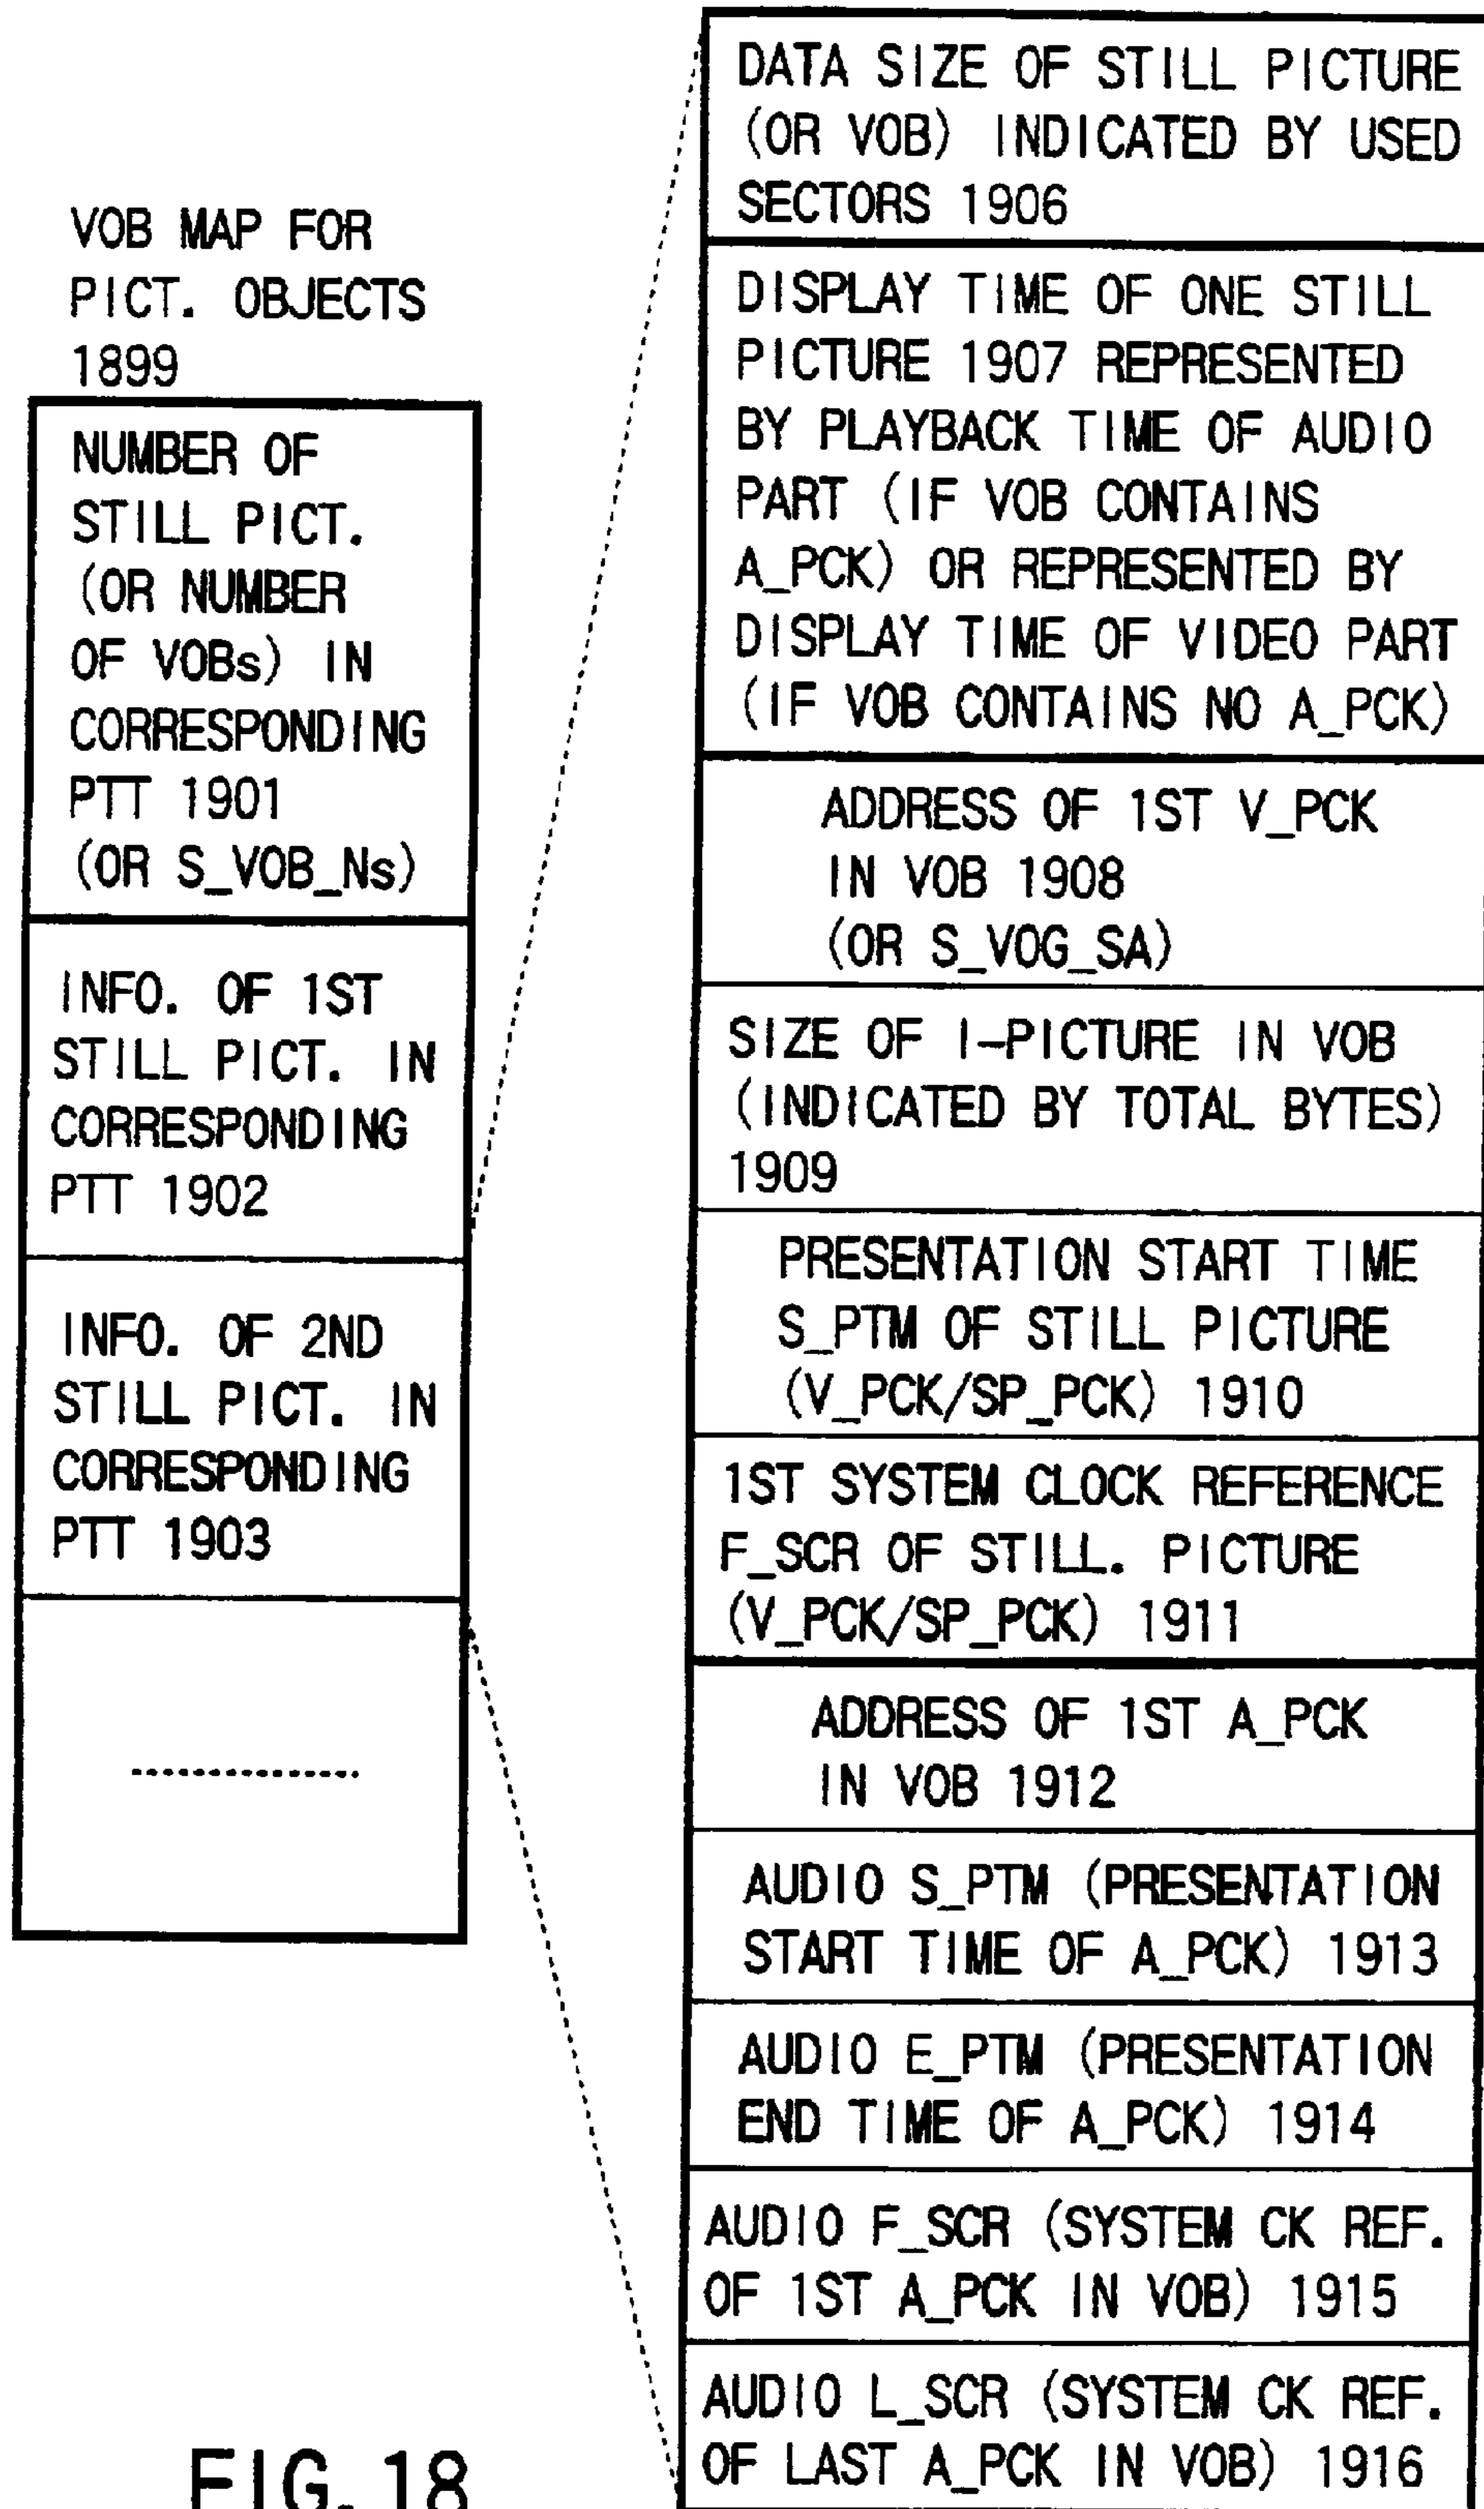 VOB MAP FOR
PICT. OBJECTS
1899
NUMBER OF
STILL PICT.
(OR NUMBER
OF VOBs) IN
CORRESPONDING
PTT 1901
(OR S_VOB_Ns)
INFO. OF 1ST
STILL PICT. IN
CORRESPONDING
PTT 1902
INFO. OF 2ND
STILL PICT. IN
CORRESPONDING
PTT 1903
DATA SIZE OF STILL PICTURE
(OR VOB) INDICATED BY USED
SECTORS 1906
DISPLAY TIME OF ONE STILL
PICTURE 1907 REPRESENTED
BY PLAYBACK TIME OF AUDIO
PART (IF VOB CONTAINS
A_PCK) OR REPRESENTED BY
DISPLAY TIME OF VIDEO PART
(IF VOB CONTAINS NO A_PCK)
ADDRESS OF 1ST V_PCK
IN VOB 1908
(OR S_VOG_SA)
SIZE OF I-PICTURE IN VOB
(INDICATED BY TOTAL BYTES)
1909
PRESENTATION START TIME
S_PTM OF STILL PICTURE
(V_PCK/SP_PCK) 1910
1ST SYSTEM CLOCK REFERENCE
F_SCR OF STILL. PICTURE
(V_PCK/SP_PCK) 1911
ADDRESS OF 1ST A_PCK
IN VOB 1912
AUDIO S_PTM (PRESENTATION
START TIME OF A_PCK) 1913
AUDIO E_PTM (PRESENTATION
END TIME OF A_PCK) 1914
AUDIO F_SCR (SYSTEM CK REF.
OF 1ST A_PCK IN VOB) 1915
AUDIO L_SCR (SYSTEM CK REF.
OF LAST A_PCK IN VOB) 1916
FIG. 18